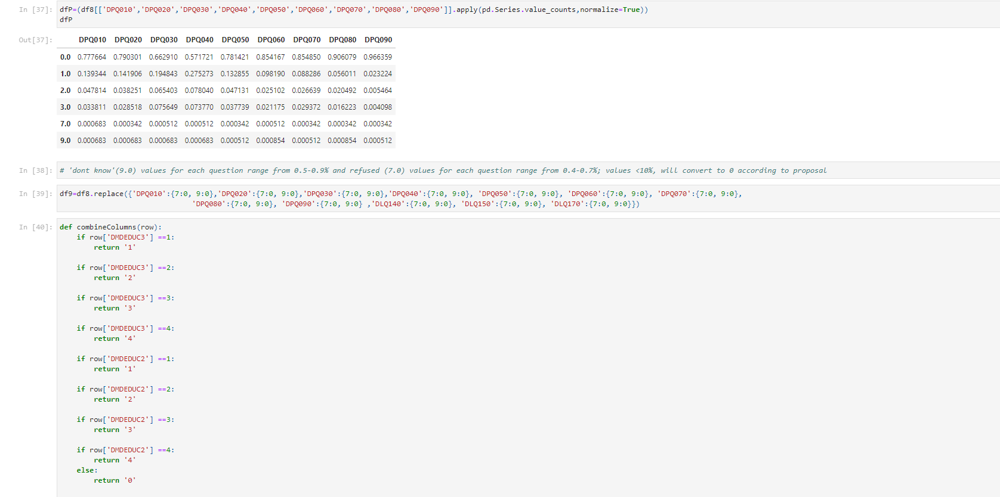 In [37]: dfP=(df8[['DPQ010','DPQ020','DPQ030','DPQ040','DPQ050','DPQ060','DPQ070','DPQ080','DPQ090']].apply(pd.Series.value_counts,normalize=True))
dfP
Out[37]: DPQ010 DPQ020 DPQ030 DPQ040 DPQ050 DPQ060 DPQ070 DPQ080 DPQ090
0.0 0.777664 0.790301 0.662910 0.571721 0.781421 0.854167 0.854850 0.906079 0.966359
1.0 0.139344 0.141906 0.194843 0.275273 0.132855 0.098190 0.088286 0.056011 0.023224
2.0 0.047814 0.038251 0.065403 0.078040 0.047131 0.025102 0.026639 0.020492 0.005464
3.0 0.033811 0.028518 0.075649 0.073770 0.037739 0.021175 0.029372 0.016223 0.004098
7.0 0.000683 0.000342 0.000512 0.000512 0.000342 0.000512 0.000342 0.000342 0.000342
9.0 0.000683 0.000683 0.000683 0.000683 0.000512 0.000854 0.000512 0.000854 0.000512
In [38]: # 'dont know'(9.0) values for each question range from 0.5-0.9% and refused (7.0) values for each question range from 0.4-0.7%; values <10%, will convert to 0 according to proposal
In [39]: df9=df8.replace({'DPQ010':{7:0, 9:0},'DPQ020':{7:0, 9:0},'DPQ030':{7:0, 9:0},'DPQ040':{7:0, 9:0}, 'DPQ050':{7:0, 9:0}, 'DPQ060':{7:0, 9:0}, 'DPQ070':{7:0, 9:0},
'DPQ080':{7:0, 9:0}, 'DPQ090':{7:0, 9:0} ,'DLQ140':{7:0, 9:0}, 'DLQ150':{7:0, 9:0}, 'DLQ170':{7:0, 9:0}})
In [40]: def combineColumns(row):
if row['DMDEDUC3'] ==1:
return '1'
if row['DMDEDUC3'] ==2:
return '2'
if row['DMDEDUC3'] ==3:
return '3'
if row['DMDEDUC3'] ==4:
return '4'
if row['DMDEDUC2'] ==1:
return '1'
if row['DMDEDUC2'] ==2:
return '2'
if row['DMDEDUC2'] ==3:
return '3'
if row['DMDEDUC2'] ==4:
return '4'
else:
return '0'